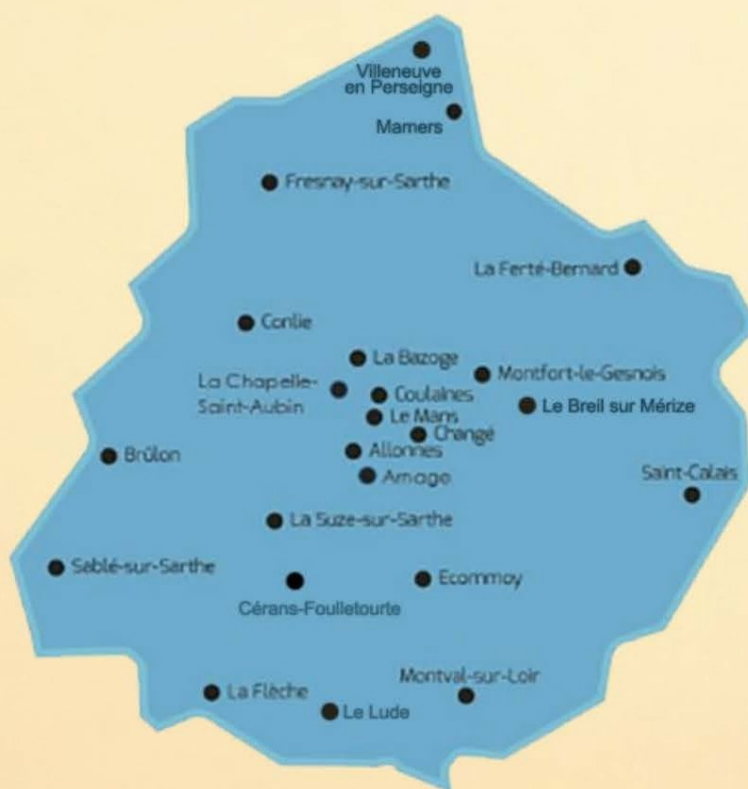 Villeneuve
en Perseigne
Mamers
Fresnay-sur-Sarthe
La Ferté-Bernard
Conlie
La Bazoge
Montfort-le-Gesnois
La Chapelle-
Saint-Aubin
Coulaines
Le Breil sur Mérize
Le Mans
Changé
Allonnes
Brûlon
Arnage
Saint-Calais
La Suze-sur-Sarthe
Sablé-sur-Sarthe
Ecommoy
Cérans-Foulletourte
Montval-sur-Loir
La Flèche
Le Lude